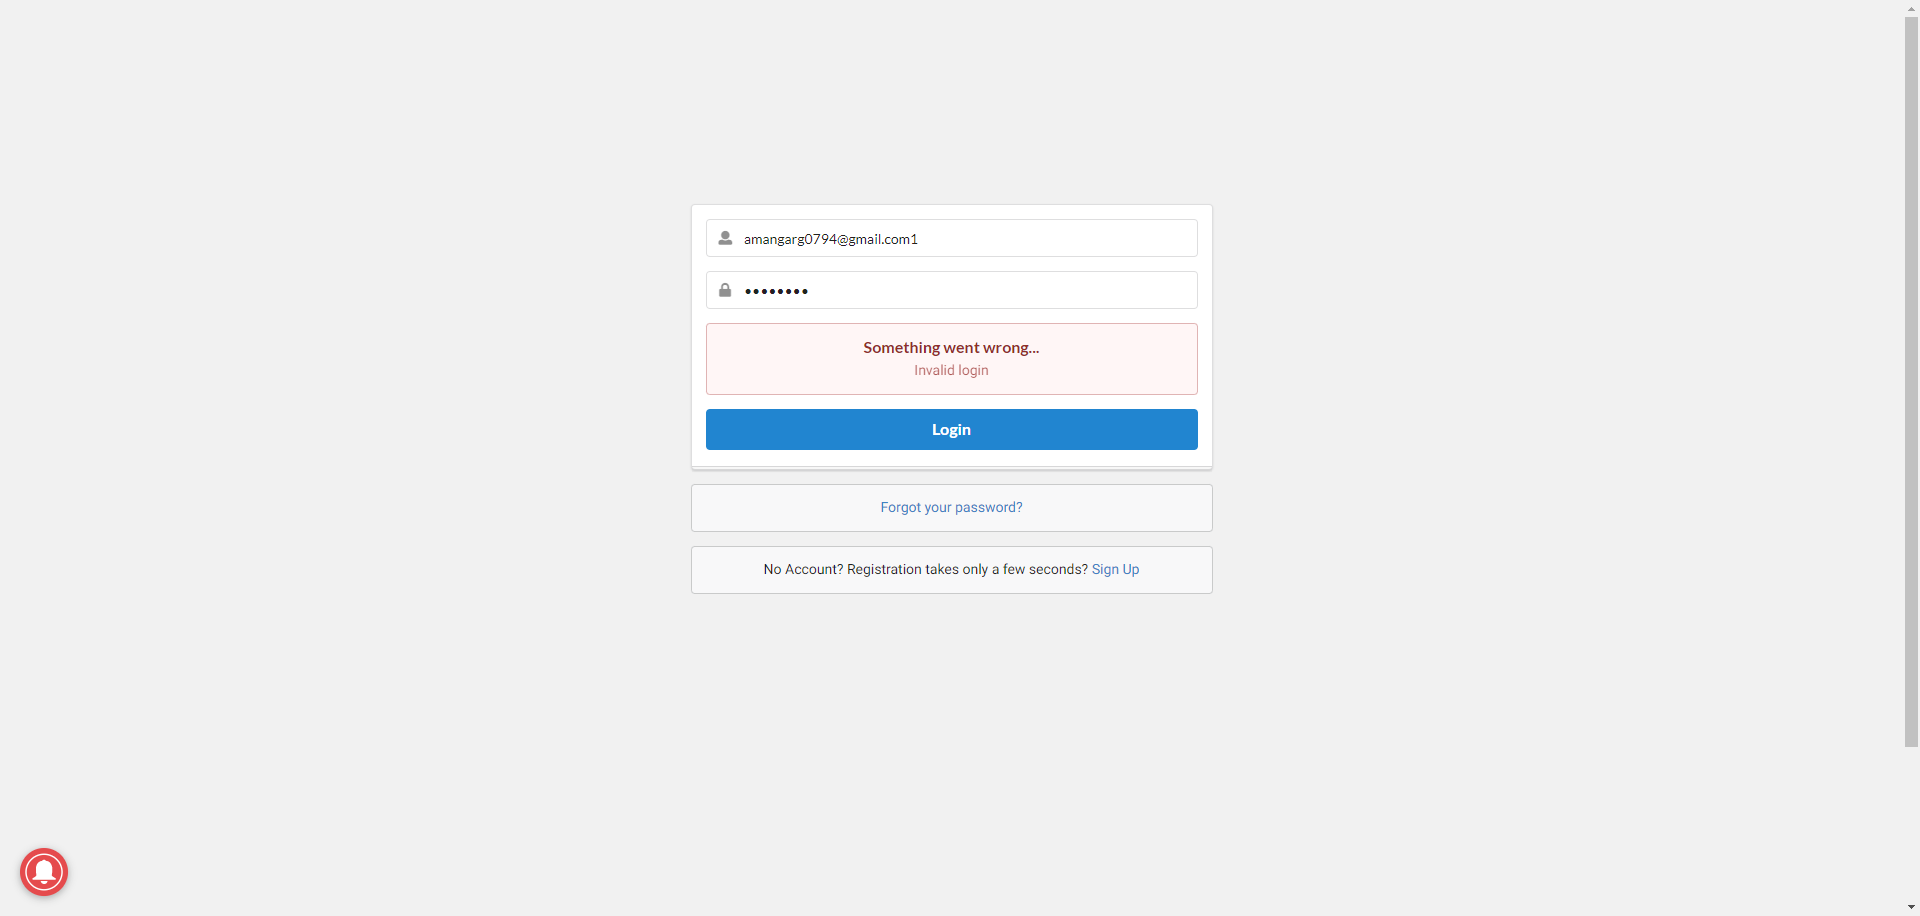 amangarg0794@gmail.com1
••••••••
Something went wrong...
Invalid login
Login
Forgot your password?
No Account? Registration takes only a few seconds? Sign Up